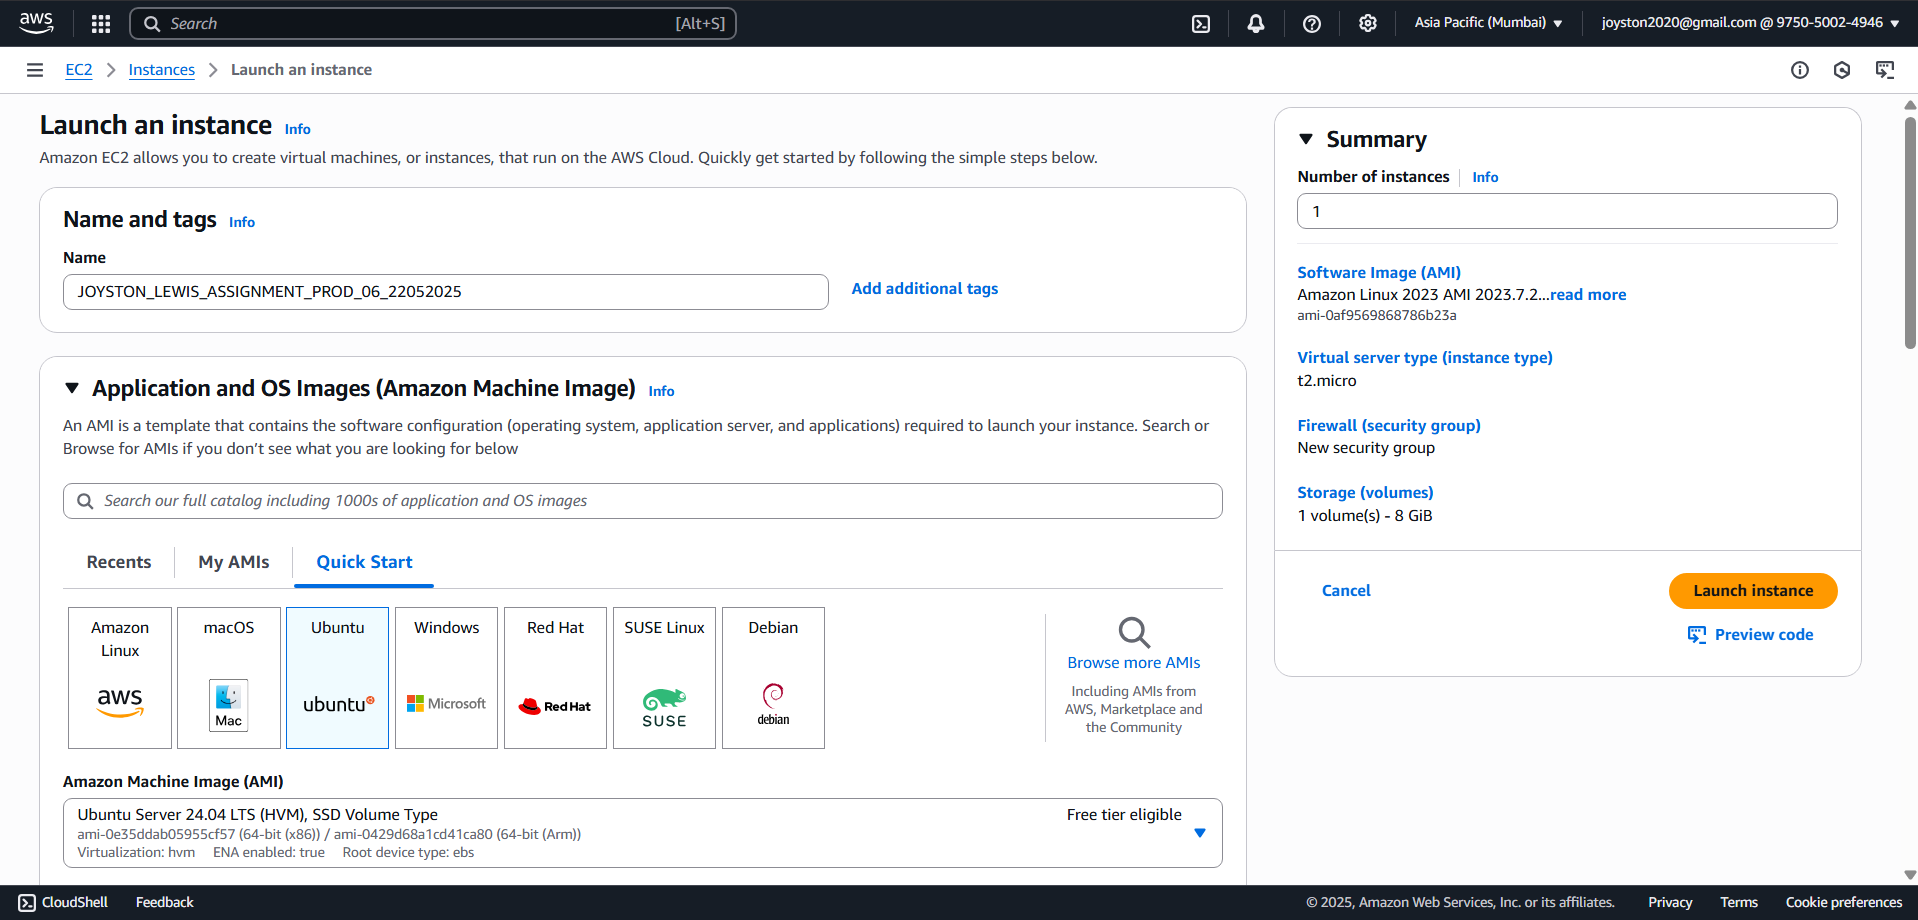 aws
Search
[Alt+S]
Asia Pacific (Mumbai)
joyston2020@gmail.com @ 9750-5002-4946
EC2
Instances
Launch an instance
Launch an instance
Info
Amazon EC2 allows you to create virtual machines, or instances, that run on the AWS Cloud. Quickly get started by following the simple steps below.
Name and tags
Info
Name
JOYSTON_LEWIS_ASSIGNMENT_PROD_06_22052025
Add additional tags
Application and OS Images (Amazon Machine Image)
Info
An AMI is a template that contains the software configuration (operating system, application server, and applications) required to launch your instance. Search or
Browse for AMIs if you don’t see what you are looking for below
Search our full catalog including 1000s of application and OS images
Recents
My AMIs
Quick Start
Amazon
Linux
aws
macOS
Mac
Ubuntu
ubuntu
Windows
Microsoft
Red Hat
Red Hat
SUSE Linux
SUSE
Debian
debian
Browse more AMIs
Including AMIs from
AWS, Marketplace and
the Community
Amazon Machine Image (AMI)
Ubuntu Server 24.04 LTS (HVM), SSD Volume Type
Free tier eligible
ami-0e35ddab05955cf57 (64-bit (x86)) / ami-0429d68a1cd41ca80 (64-bit (Arm))
Virtualization: hvm
ENA enabled: true
Root device type: ebs
Summary
Number of instances
Info
1
Software Image (AMI)
Amazon Linux 2023 AMI 2023.7.2...read more
ami-0af9569868786b23a
Virtual server type (instance type)
t2.micro
Firewall (security group)
New security group
Storage (volumes)
1 volume(s) - 8 GiB
Cancel
Launch instance
Preview code
CloudShell
Feedback
© 2025, Amazon Web Services, Inc. or its affiliates.
Privacy
Terms
Cookie preferences